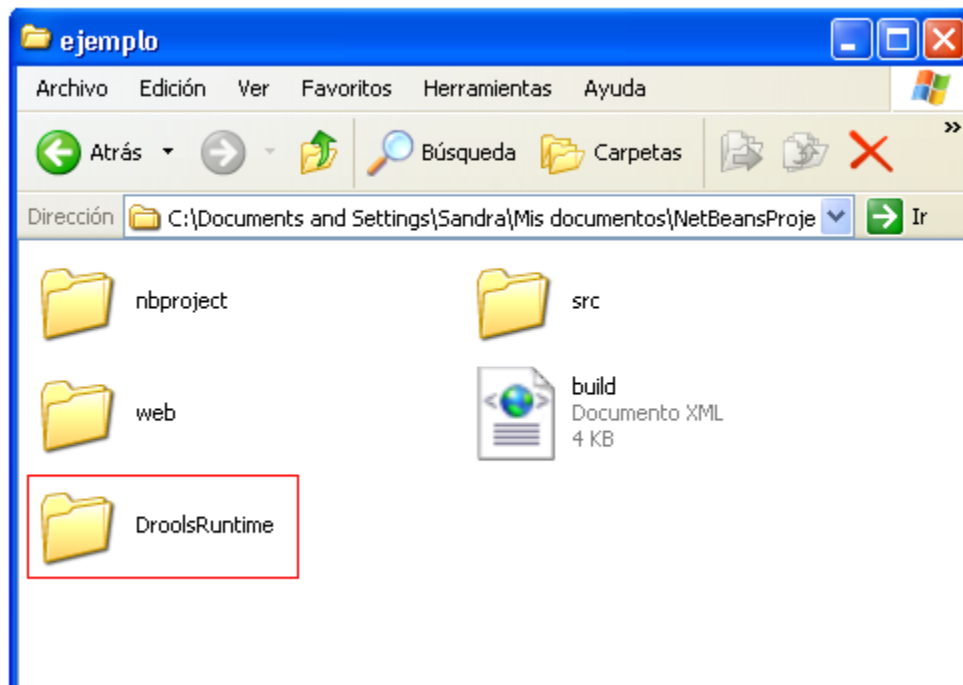 ejemplo
Archivo Edición Ver Favoritos Herramientas Ayuda
Atrás Búsqueda Carpetas »
Dirección C:\Documents and Settings\Sandra\Mis documentos\NetBeansProje Ir
nbproject
src
web
build
Documento XML
4 KB
DroolsRuntime